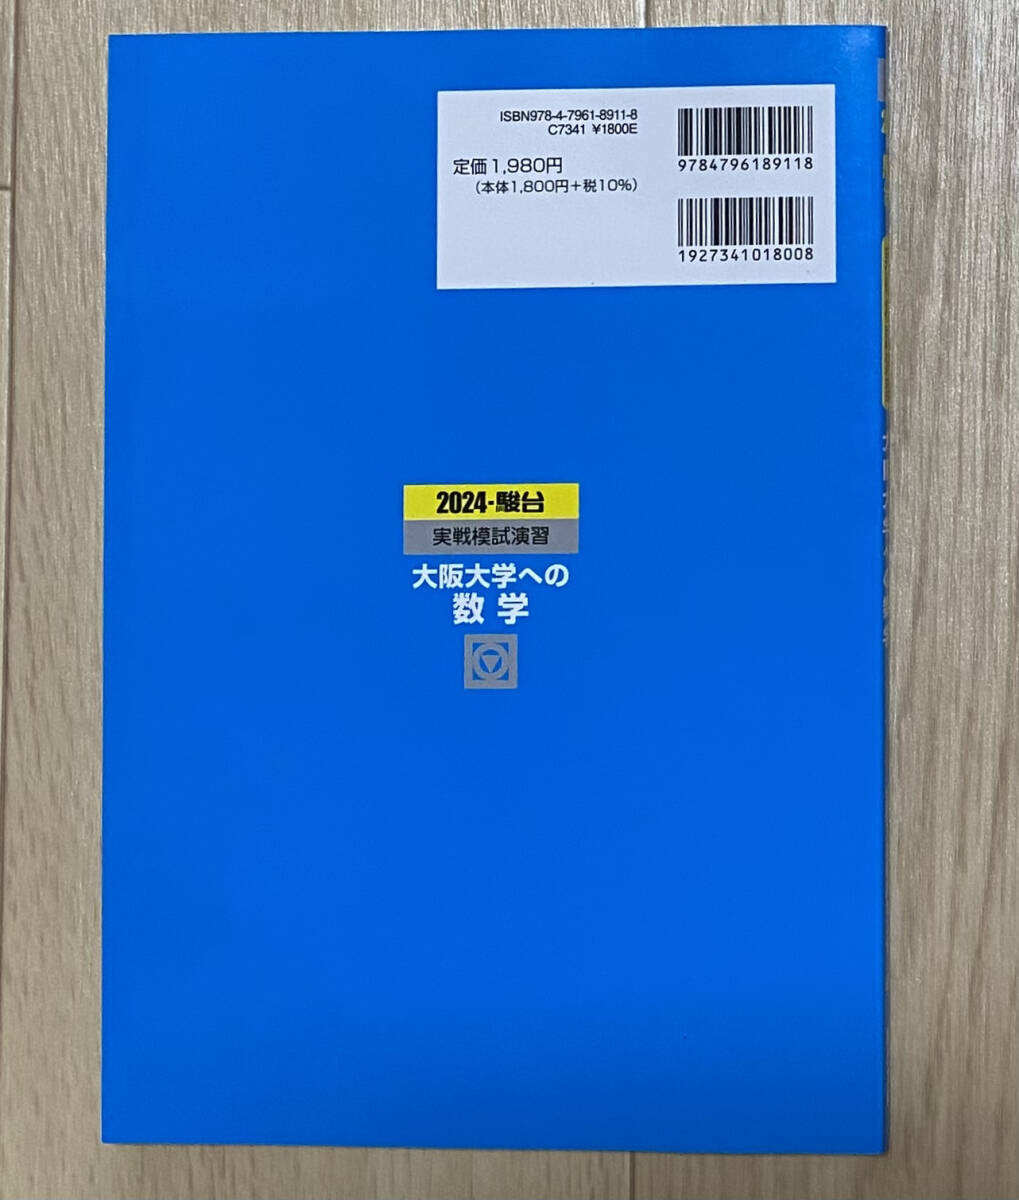 ISBN978-4-7961-8911-8
C7341 ¥1800E
定価1,980円
(本体1,800円+税10%)
9784796189118
1927341018008
2024-駿台
実戦模試演習
大阪大学への
数学